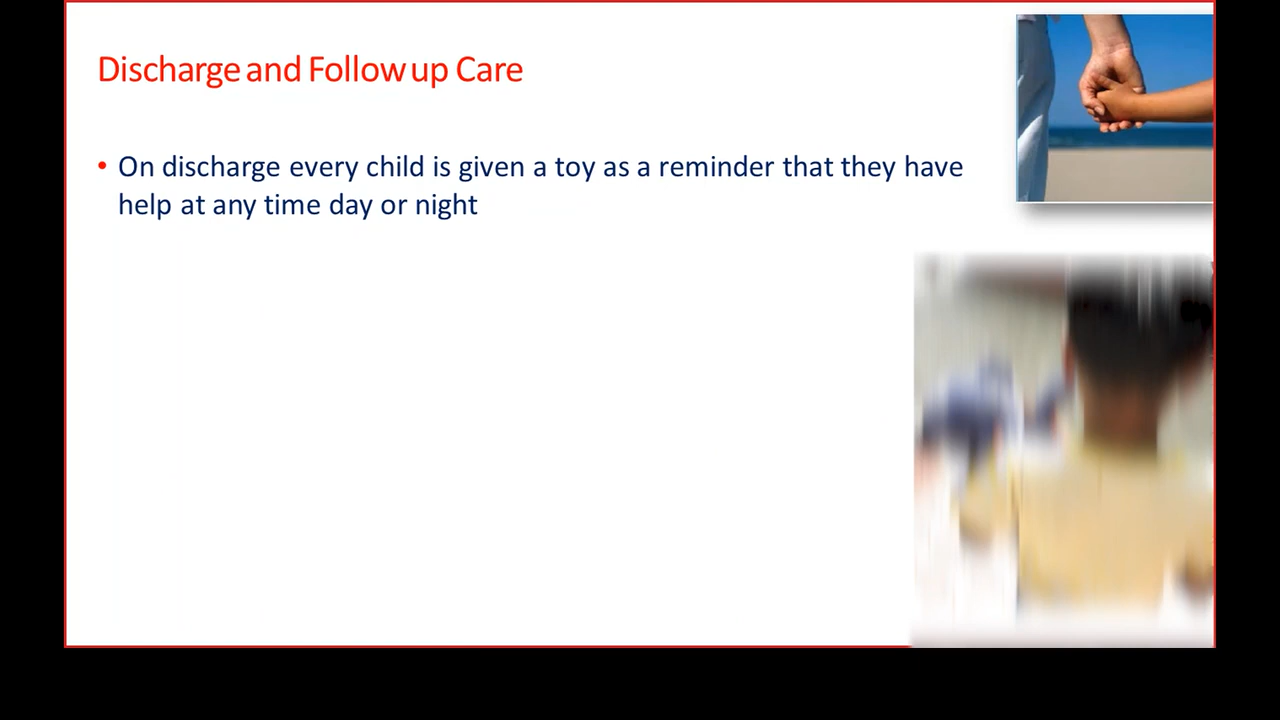 Discharge and Follow up Care
• On discharge every child is given a toy as a reminder that they have
help at any time day or night